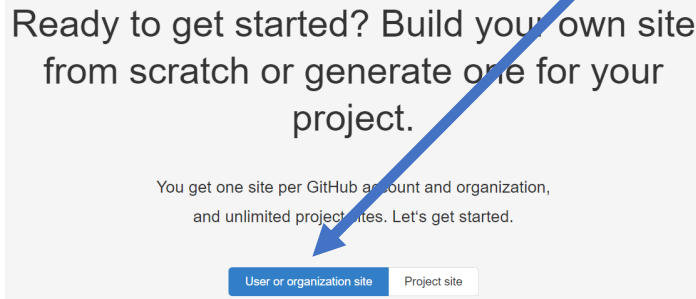 Ready to get started? Build your own site
from scratch or generate one for your
project.
You get one site per GitHub account and organization,
and unlimited project sites. Let's get started.
User or organization site
Project site